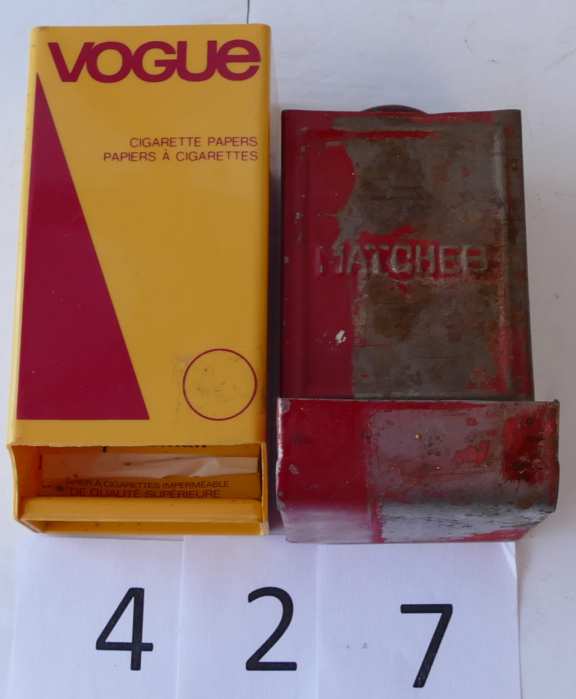 VOGUe
CIGARETTE PAPERS
PAPIERS À CIGARETTES
MATCHES
PAPIER À CIGARETTES IMPERMÉABLE
DE QUALITÉ SUPÉRIEURE
4 2 7